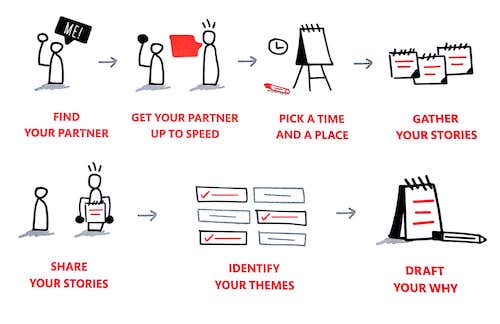 ME!
FIND
YOUR PARTNER
GET YOUR PARTNER
UP TO SPEED
PICK A TIME
AND A PLACE
GATHER
YOUR STORIES
SHARE
YOUR STORIES
IDENTIFY
YOUR THEMES
DRAFT
YOUR WHY